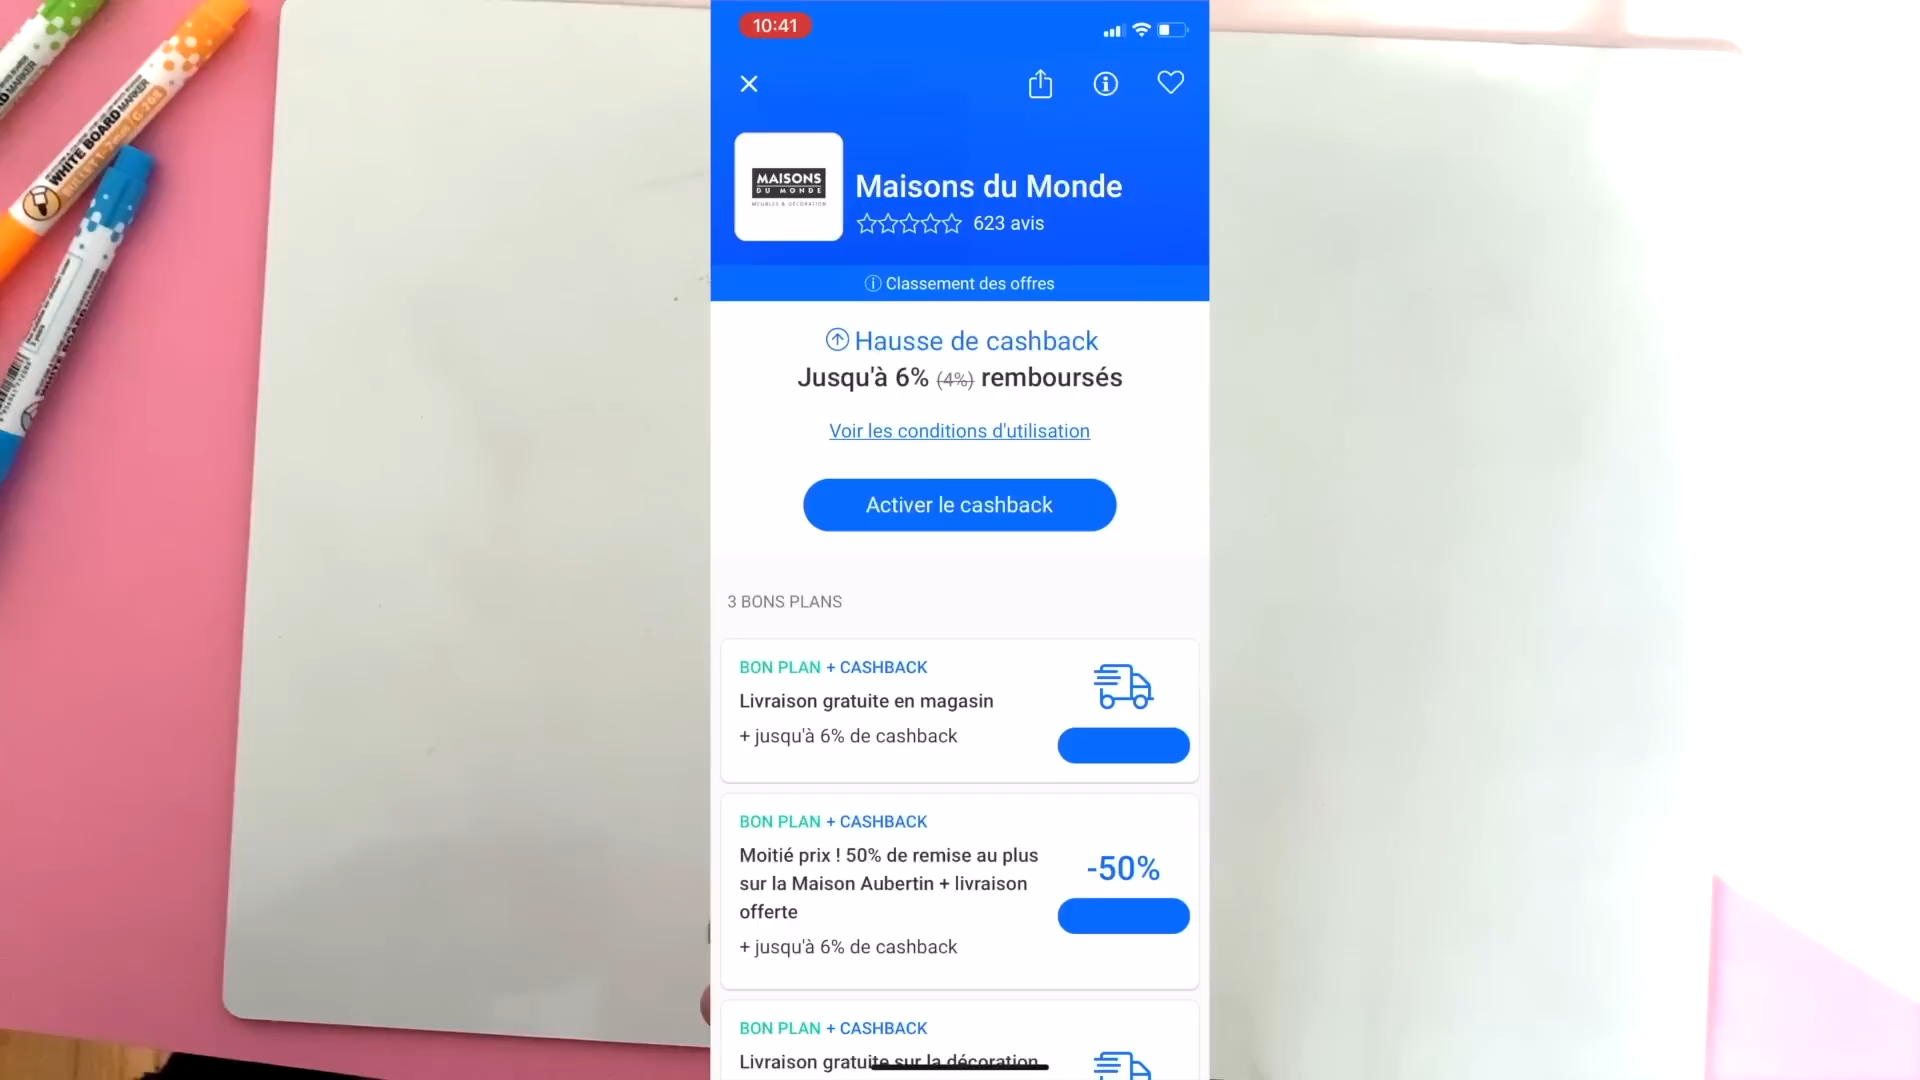 10:41
MAISONS
DU MONDE
MEUBLES & DÉCORATION
Maisons du Monde
623 avis
Classement des offres
Hausse de cashback
Jusqu'à 6% (4%) remboursés
Voir les conditions d'utilisation
Activer le cashback
3 BONS PLANS
BON PLAN + CASHBACK
Livraison gratuite en magasin
+ jusqu'à 6% de cashback
BON PLAN + CASHBACK
Moitié prix ! 50% de remise au plus
sur la Maison Aubertin + livraison
offerte
-50%
+ jusqu'à 6% de cashback
BON PLAN + CASHBACK
Livraison gratuite sur la décoration
WHITE BOARD MARKER